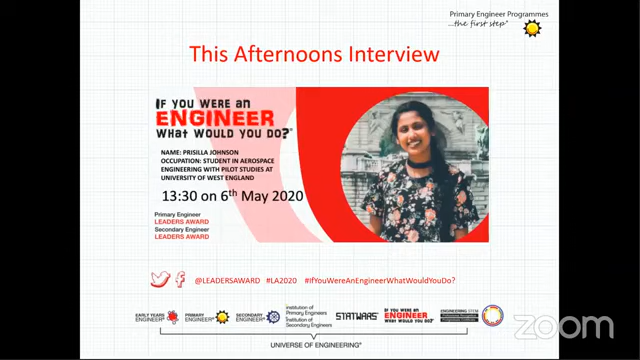 Primary Engineer Programmes
...the first step
This Afternoons Interview
IF YOU WERE AN
ENGINEER
WHAT WOULD YOU DO?
NAME: PRISILLA JOHNSON
OCCUPATION: STUDENT IN AEROSPACE
ENGINEERING WITH PILOT STUDIES AT
UNIVERSITY OF WEST ENGLAND
13:30 on 6th May 2020
Primary Engineer
LEADERS AWARD
Secondary Engineer
LEADERS AWARD
@LEADERSAWARD #LA2020 #IfYouWereAnEngineerWhatWouldYouDo?
EARLY YEARS ENGINEER
PRIMARY ENGINEER
SECONDARY ENGINEER
Institution of Primary Engineers
Institution of Secondary Engineers
STATWARS
IF YOU WERE AN ENGINEER WHAT WOULD YOU DO?
UNIVERSE OF ENGINEERING
zoom